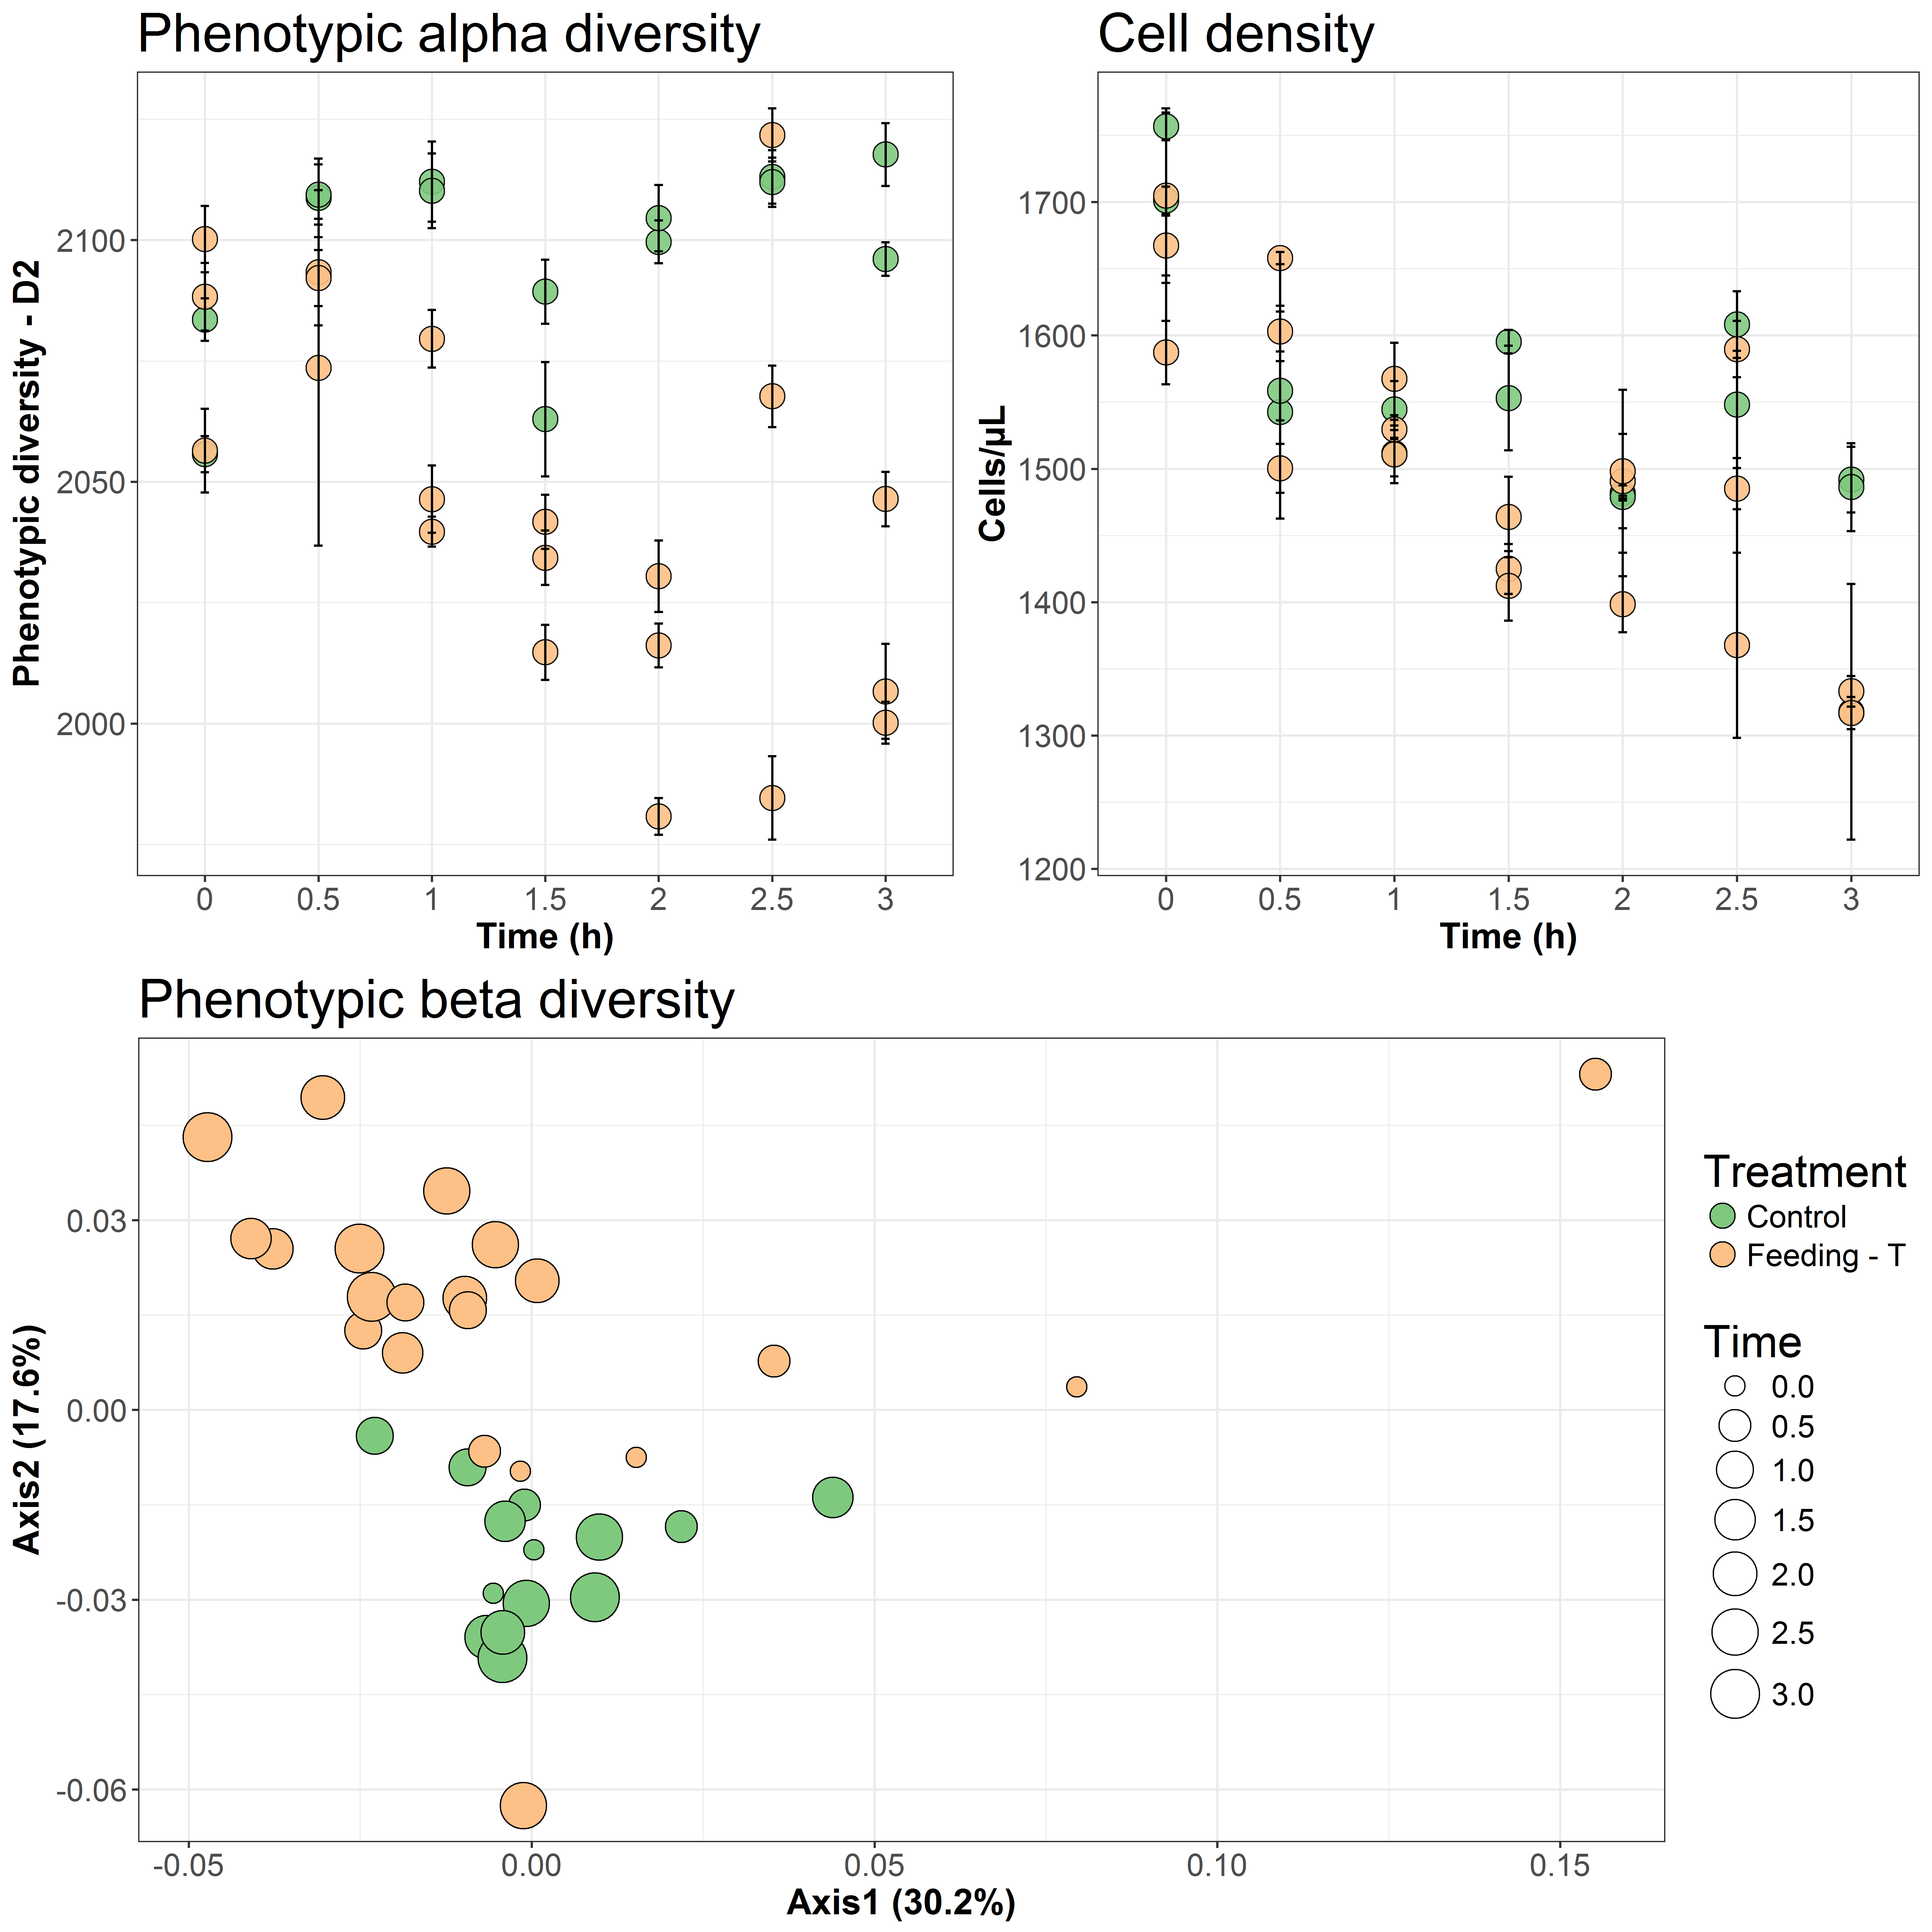 Phenotypic alpha diversity
Phenotypic diversity - D2
2100
2050
2000
0 0.5 1 1.5 2 2.5 3
Time (h)
Cell density
Cells/µL
1700
1600
1500
1400
1300
1200
0 0.5 1 1.5 2 2.5 3
Time (h)
Phenotypic beta diversity
Axis2 (17.6%)
0.03
0.00
-0.03
-0.06
-0.05 0.00 0.05 0.10 0.15
Axis1 (30.2%)
Treatment
Control
Feeding - T
Time
0.0
0.5
1.0
1.5
2.0
2.5
3.0